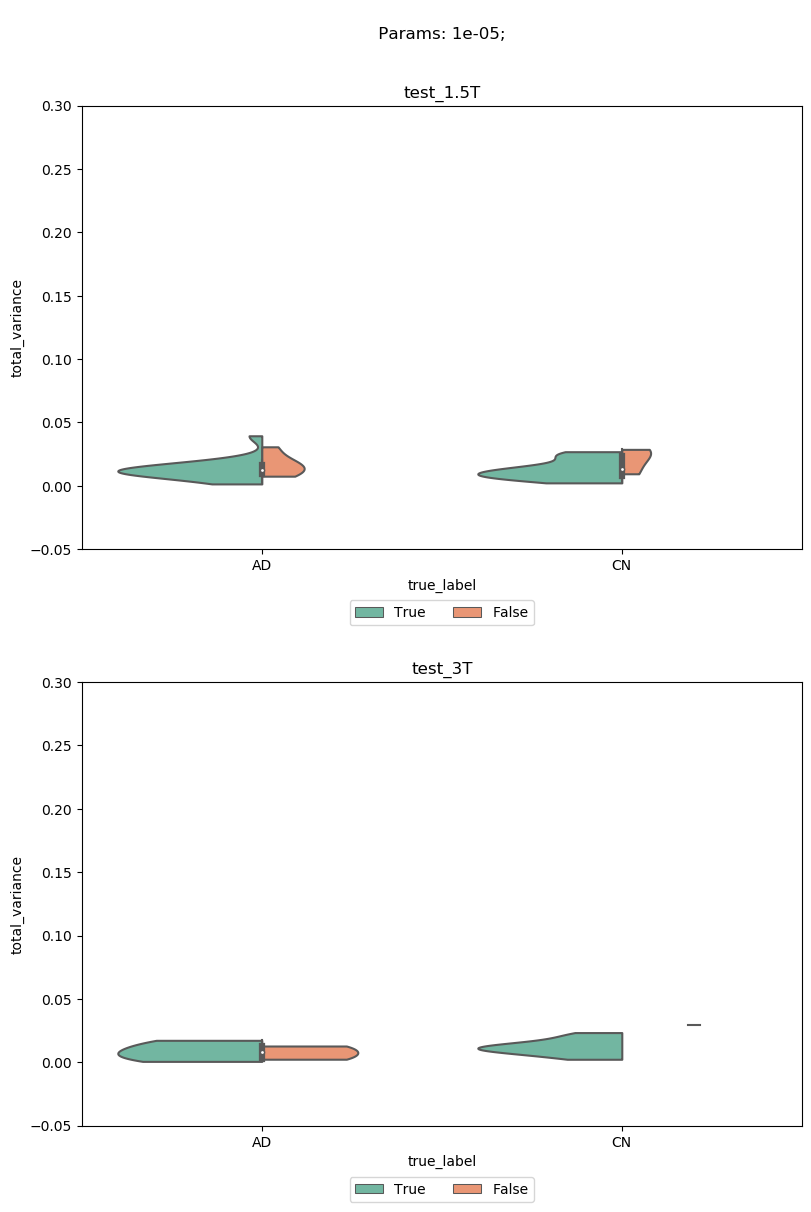 Params: 1e-05;
test_1.5T
0.30
0.25
0.20
0.15
0.10
0.05
0.00
−0.05
total_variance
AD CN
true_label
True False
test_3T
0.30
0.25
0.20
0.15
0.10
0.05
0.00
−0.05
total_variance
AD CN
true_label
True False